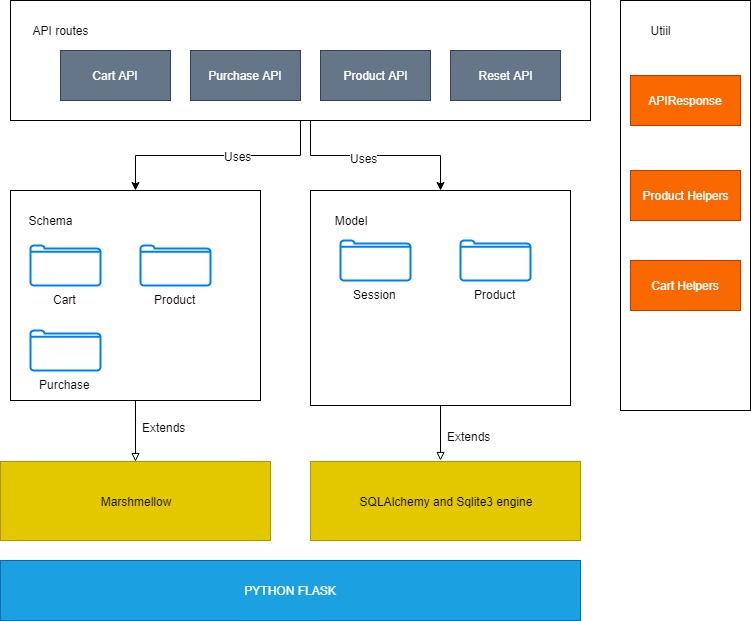 API routes
Cart API
Purchase API
Product API
Reset API
Utiil
APIResponse
Product Helpers
Cart Helpers
Uses
Uses
Schema
Cart
Product
Purchase
Model
Session
Product
Extends
Extends
Marshmellow
SQLAlchemy and Sqlite3 engine
PYTHON FLASK